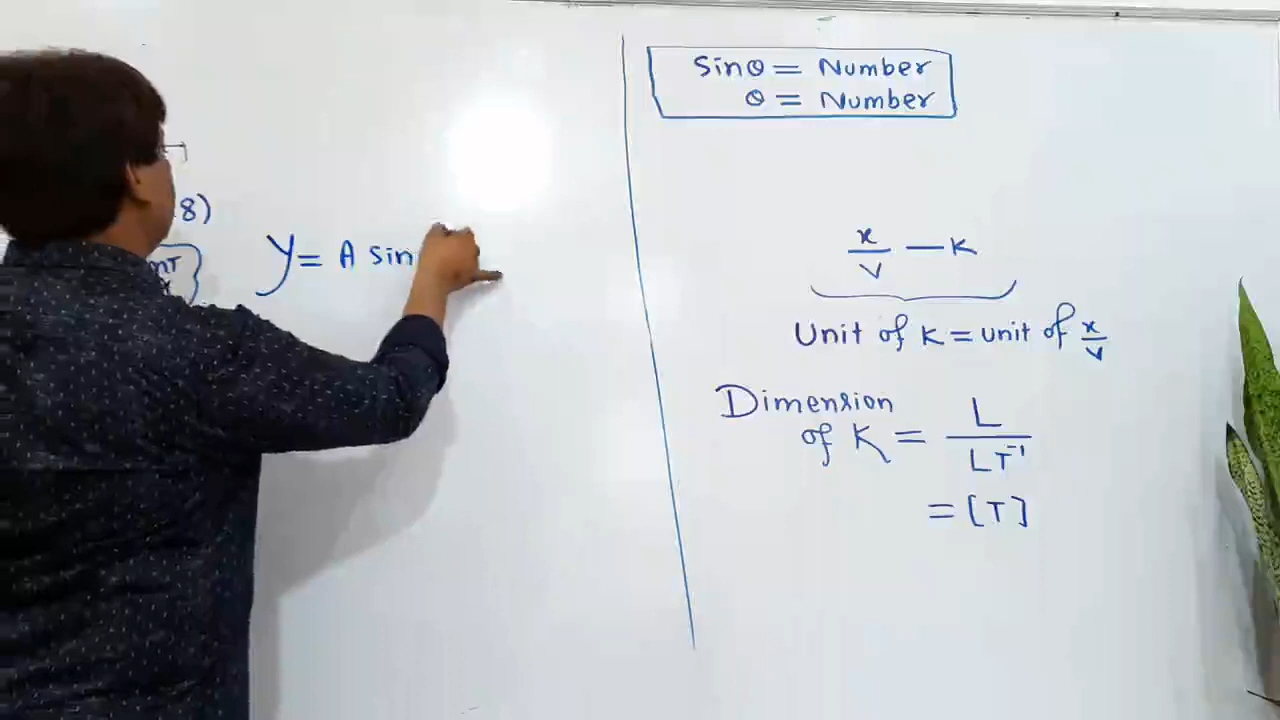 8)
y = A sin
Sinθ = Number
θ = Number
x/v — K
Unit of K = unit of x/v
Dimension
of K = L / LT⁻¹
= [T]